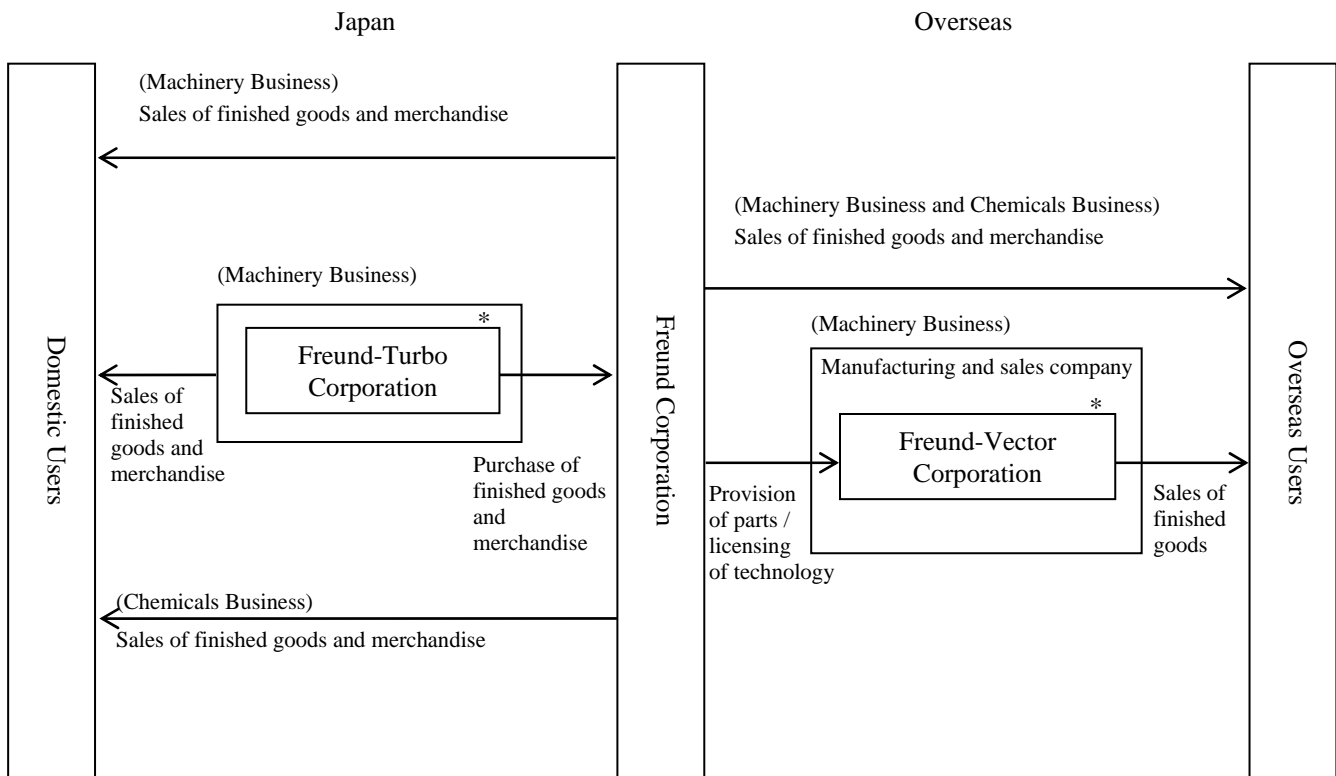 Japan
Overseas
(Machinery Business)
Sales of finished goods and merchandise
(Machinery Business and Chemicals Business)
Sales of finished goods and merchandise
(Machinery Business)
*
Freund-Turbo
Corporation
Domestic Users
Sales of
finished
goods and
merchandise
Purchase of
finished goods
and
merchandise
Freund Corporation
(Machinery Business)
Manufacturing and sales company
*
Freund-Vector
Corporation
Provision
of parts /
licensing
of technology
Sales of
finished
goods
Overseas Users
(Chemicals Business)
Sales of finished goods and merchandise